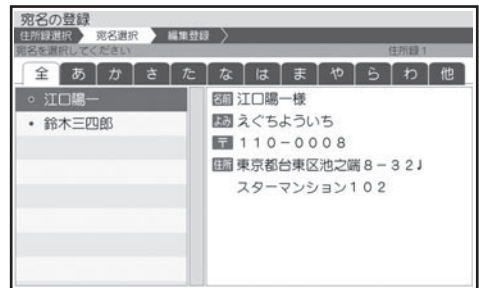 宛名の登録
住所録選択 宛名選択 編集登録
宛名を選択してください 住所録1
全 あ か さ た な は ま や ら わ 他
○ 江口陽一
・ 鈴木三四郎
名前 江口陽一様
よみ えぐちよういち
〒 110-0008
住所 東京都台東区池之端8-32♩
スターマンション102